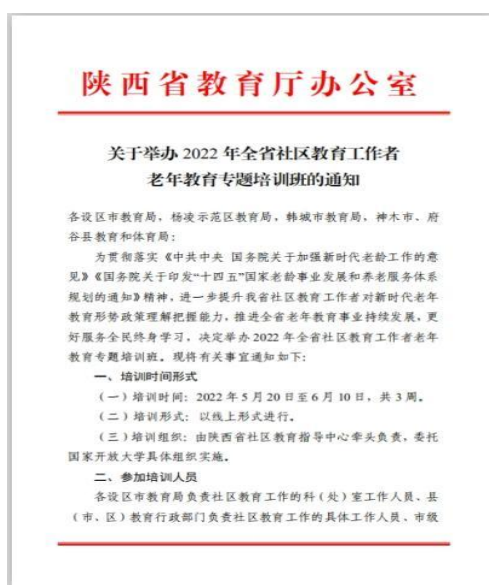 陕西省教育厅办公室
关于举办 2022 年全省社区教育工作者
老年教育专题培训班的通知
各设区市教育局，杨凌示范区教育局，韩城市教育局，神木市、府
谷县教育和体育局：
为贯彻落实《中共中央 国务院关于加强新时代老龄工作的意
见》《国务院关于印发“十四五”国家老龄事业发展和养老服务体系
规划的通知》精神，进一步提升我省社区教育工作者对新时代老年
教育形势政策理解把握能力，推进全省老年教育事业持续发展，更
好服务全民终身学习，决定举办 2022 年全省社区教育工作者老年
教育专题培训班。现将有关事宜通知如下：
一、培训时间形式
（一）培训时间：2022 年 5 月 20 日至 6 月 10 日，共 3 周。
（二）培训形式：以线上形式进行。
（三）培训组织：由陕西省社区教育指导中心牵头负责，委托
国家开放大学具体组织实施。
二、参加培训人员
各设区市教育局负责社区教育工作的科（处）室工作人员、县
（市、区）教育行政部门负责社区教育工作的具体工作人员、市级